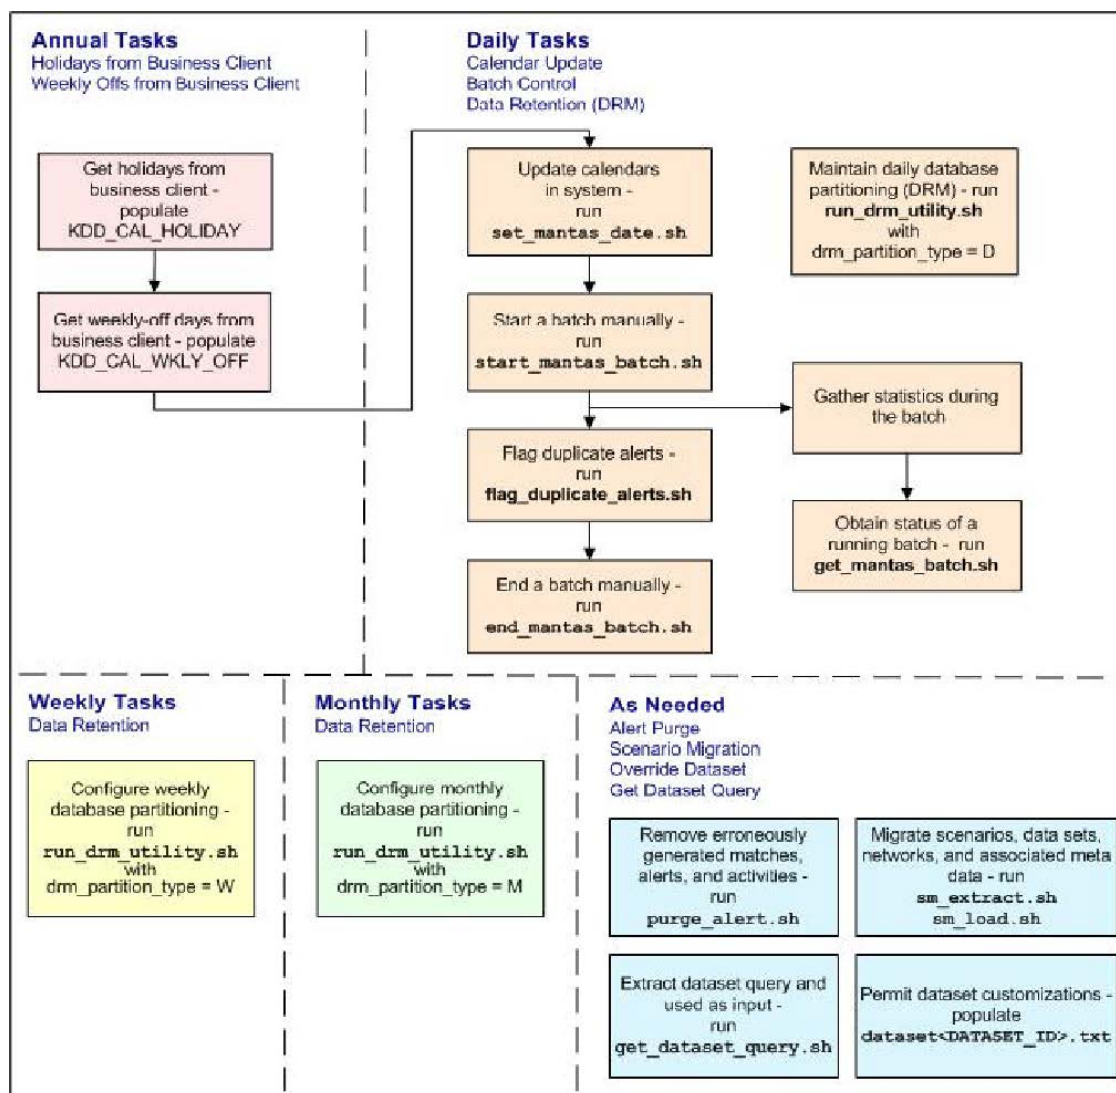 Annual Tasks
Holidays from Business Client
Weekly Offs from Business Client
Get holidays from
business client -
populate
KDD_CAL_HOLIDAY
Get weekly-off days from
business client - populate
KDD_CAL_WKLY_OFF
Daily Tasks
Calendar Update
Batch Control
Data Retention (DRM)
Update calendars
in system -
run
set_mantas_date.sh
Start a batch manually -
run
start_mantas_batch.sh
Flag duplicate alerts -
run
flag_duplicate_alerts.sh
End a batch manually -
run
end_mantas_batch.sh
Maintain daily database
partitioning (DRM) - run
run_drm_utility.sh
with
drm_partition_type = D
Gather statistics during
the batch
Obtain status of a
running batch - run
get_mantas_batch.sh
Weekly Tasks
Data Retention
Configure weekly
database partitioning -
run
run_drm_utility.sh
with
drm_partition_type = W
Monthly Tasks
Data Retention
Configure monthly
database partitioning -
run
run_drm_utility.sh
with
drm_partition_type = M
As Needed
Alert Purge
Scenario Migration
Override Dataset
Get Dataset Query
Remove erroneously
generated matches,
alerts, and activities -
run
purge_alert.sh
Migrate scenarios, data sets,
networks, and associated meta
data - run
sm_extract.sh
sm_load.sh
Extract dataset query and
used as input -
run
get_dataset_query.sh
Permit dataset customizations -
populate
dataset<DATASET_ID>.txt